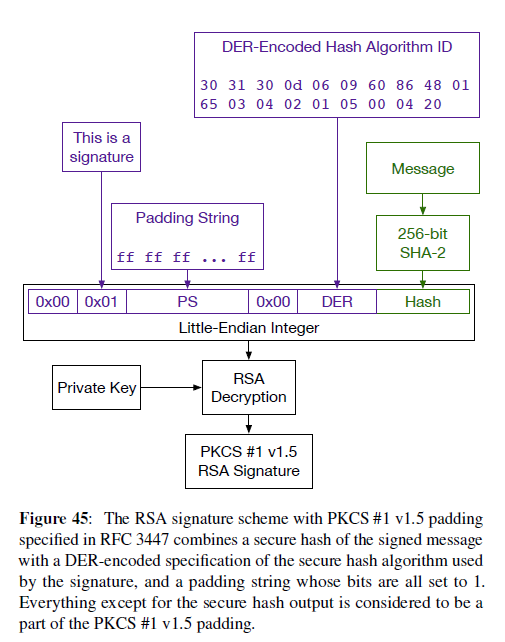 DER-Encoded Hash Algorithm ID
30 31 30 0d 06 09 60 86 48 01
65 03 04 02 01 05 00 04 20
This is a
signature
Message
Padding String
ff ff ff ... ff
256-bit
SHA-2
0x00 0x01 PS 0x00 DER Hash
Little-Endian Integer
Private Key
RSA
Decryption
PKCS #1 v1.5
RSA Signature
Figure 45: The RSA signature scheme with PKCS #1 v1.5 padding
specified in RFC 3447 combines a secure hash of the signed message
with a DER-encoded specification of the secure hash algorithm used
by the signature, and a padding string whose bits are all set to 1.
Everything except for the secure hash output is considered to be a
part of the PKCS #1 v1.5 padding.